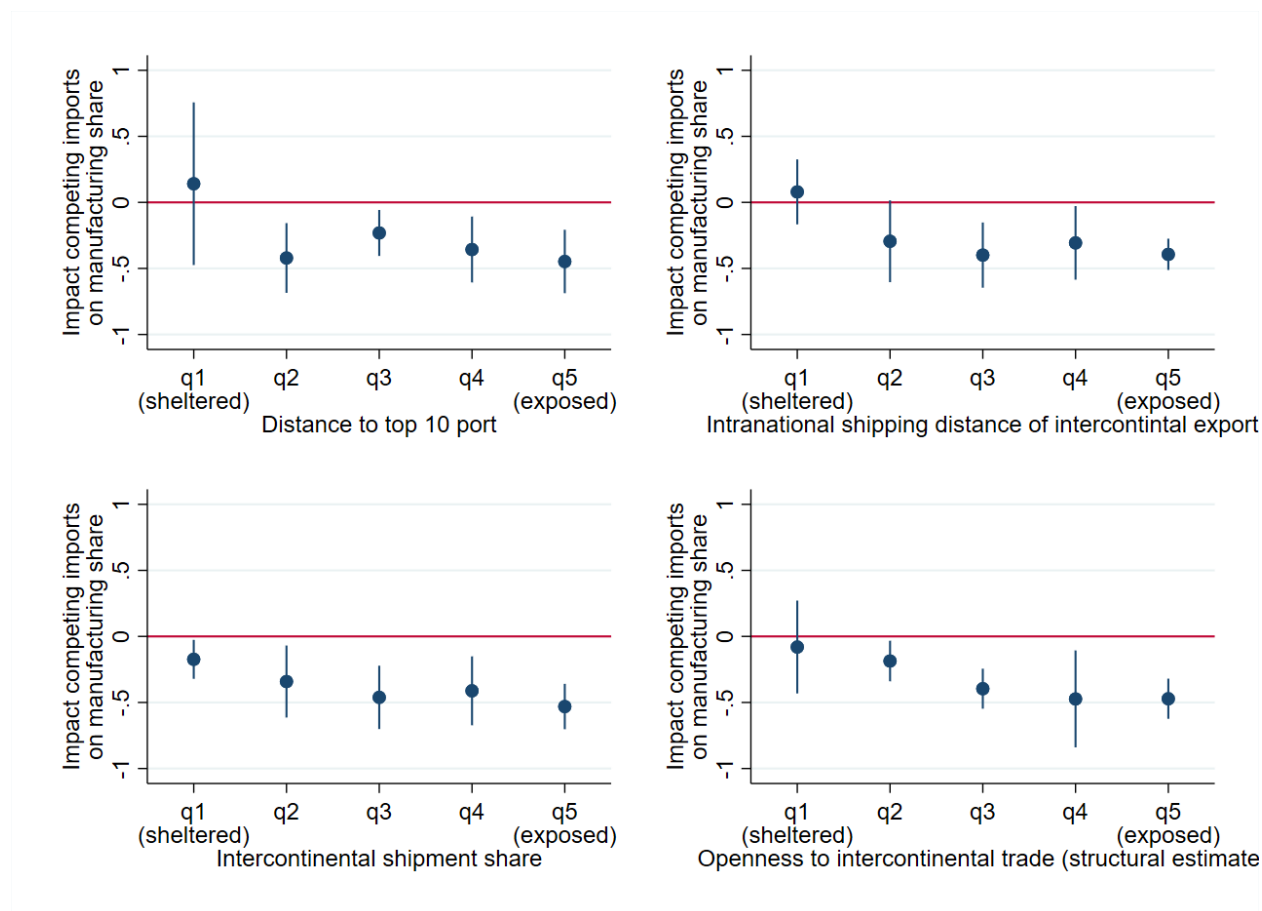 Impact competing imports
on manufacturing share
1
.5
0
-.5
-1
q1
(sheltered)
q2
q3
q4
q5
(exposed)
Distance to top 10 port
Impact competing imports
on manufacturing share
1
.5
0
-.5
-1
q1
(sheltered)
q2
q3
q4
q5
(exposed)
Intranational shipping distance of intercontintal export
Impact competing imports
on manufacturing share
1
.5
0
-.5
-1
q1
(sheltered)
q2
q3
q4
q5
(exposed)
Intercontinental shipment share
Impact competing imports
on manufacturing share
1
.5
0
-.5
-1
q1
(sheltered)
q2
q3
q4
q5
(exposed)
Openness to intercontinental trade (structural estimate